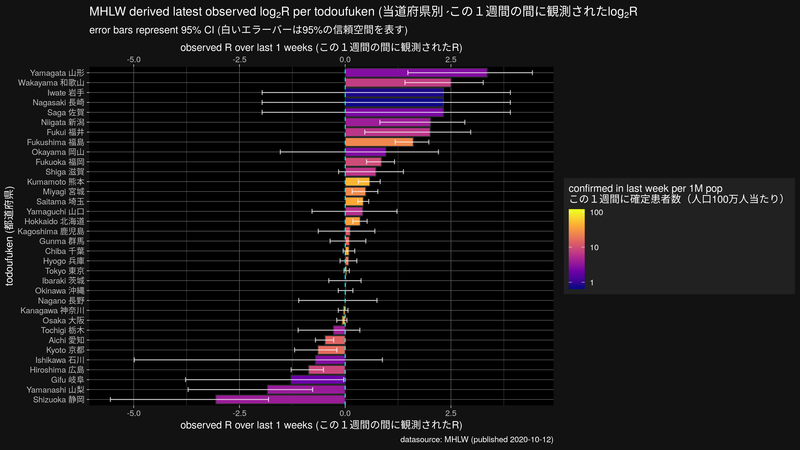 MHLW derived latest observed log₂R per todoufuken (当道府県別 -この１週間の間に観測されたlog₂R
error bars represent 95% CI (白いエラーバーは95%の信頼空間を表す)
observed R over last 1 weeks (この１週間の間に観測されたR)
-5.0 -2.5 0.0 2.5
todoufuken (都道府県)
Yamagata 山形
Wakayama 和歌山
Iwate 岩手
Nagasaki 長崎
Saga 佐賀
Niigata 新潟
Fukui 福井
Fukushima 福島
Okayama 岡山
Fukuoka 福岡
Shiga 滋賀
Kumamoto 熊本
Miyagi 宮城
Saitama 埼玉
Yamaguchi 山口
Hokkaido 北海道
Kagoshima 鹿児島
Gunma 群馬
Chiba 千葉
Hyogo 兵庫
Tokyo 東京
Ibaraki 茨城
Okinawa 沖縄
Nagano 長野
Kanagawa 神奈川
Osaka 大阪
Tochigi 栃木
Aichi 愛知
Kyoto 京都
Ishikawa 石川
Hiroshima 広島
Gifu 岐阜
Yamanashi 山梨
Shizuoka 静岡
-5.0 -2.5 0.0 2.5
observed R over last 1 weeks (この１週間の間に観測されたR)
confirmed in last week per 1M pop
この１週間に確定患者数（人口100万人当たり）
100
10
1
datasource: MHLW (published 2020-10-12)